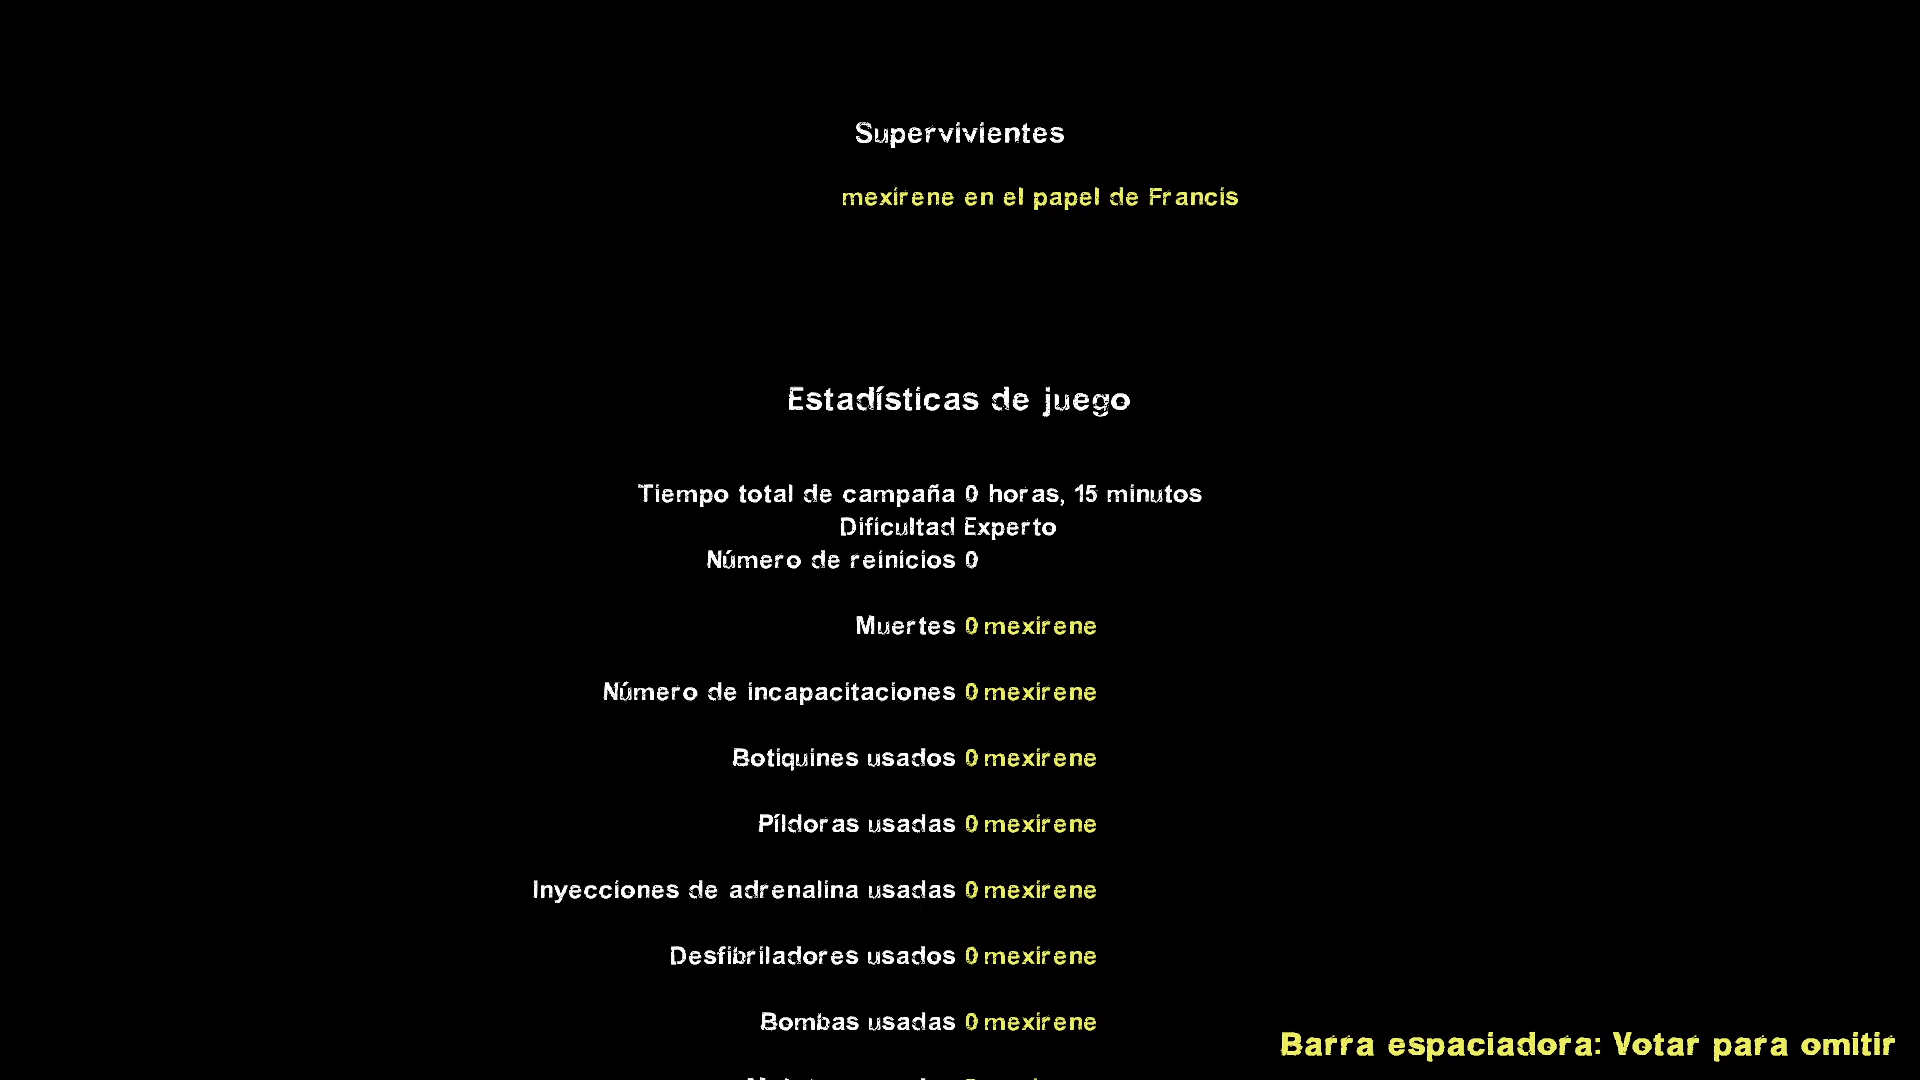 Supervivientes
mexirene en el papel de Francis
Estadísticas de juego
Tiempo total de campaña 0 horas, 15 minutos
Dificultad Experto
Número de reinicios 0
Muertes 0 mexirene
Número de incapacitaciones 0 mexirene
Botiquines usados 0 mexirene
Píldoras usadas 0 mexirene
Inyecciones de adrenalina usadas 0 mexirene
Desfibriladores usados 0 mexirene
Bombas usadas 0 mexirene
Barra espaciadora: Votar para omitir